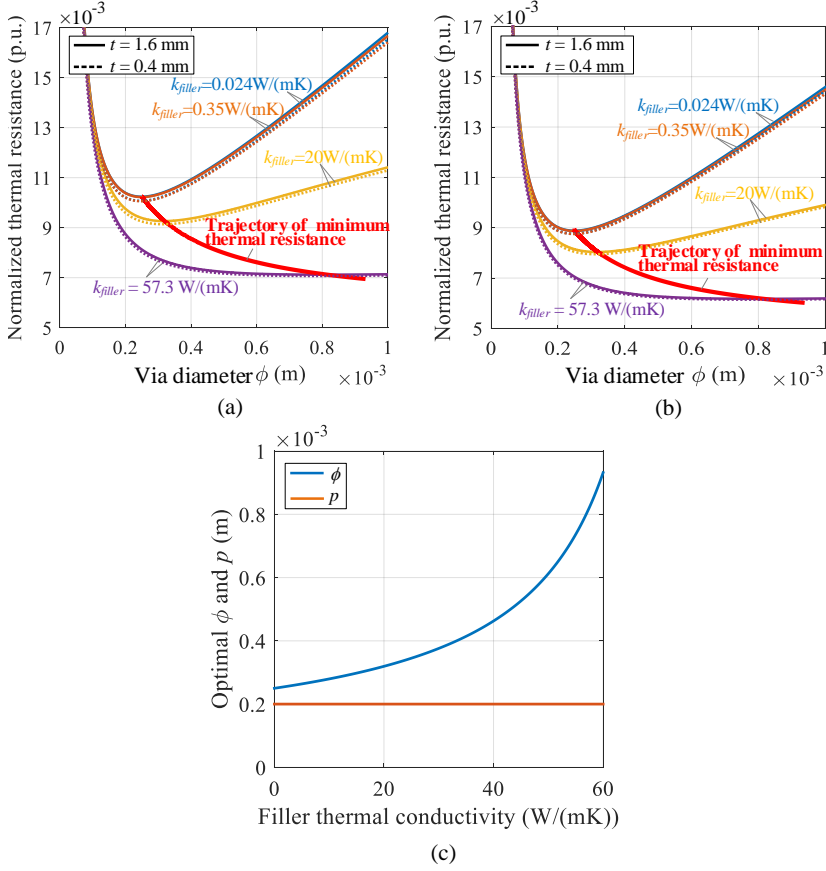 ×10⁻³
Normalized thermal resistance (p.u.)
17
15
13
11
9
7
5
t = 1.6 mm
t = 0.4 mm
k_filler=0.024W/(mK)
k_filler=0.35W/(mK)
k_filler=20W/(mK)
Trajectory of minimum
thermal resistance
k_filler = 57.3 W/(mK)
0 0.2 0.4 0.6 0.8 1
Via diameter ϕ (m) ×10⁻³
(a)
×10⁻³
Normalized thermal resistance (p.u.)
17
15
13
11
9
7
5
t = 1.6 mm
t = 0.4 mm
k_filler=0.024W/(mK)
k_filler=0.35W/(mK)
k_filler=20W/(mK)
Trajectory of minimum
thermal resistance
k_filler = 57.3 W/(mK)
0 0.2 0.4 0.6 0.8 1
Via diameter ϕ (m) ×10⁻³
(b)
×10⁻³
Optimal ϕ and p (m)
1
0.8
0.6
0.4
0.2
0
ϕ
p
0 20 40 60
Filler thermal conductivity (W/(mK))
(c)